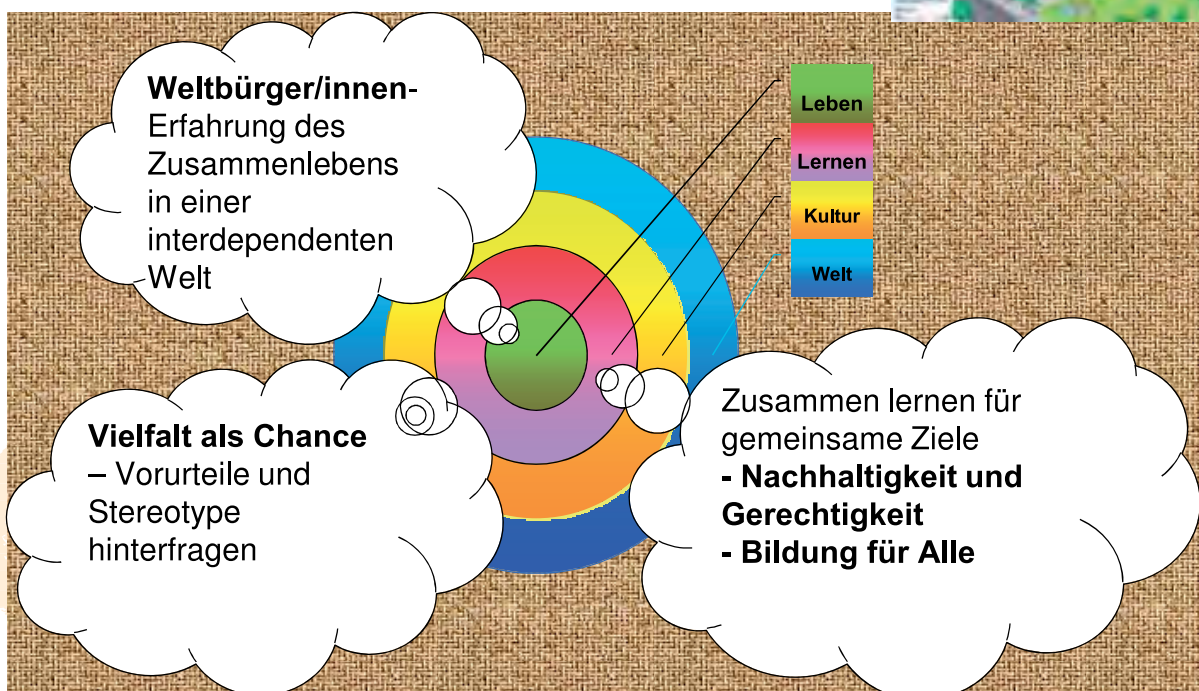 Weltbürger/innen-
Erfahrung des
Zusammenlebens
in einer
interdependenten
Welt
Leben
Lernen
Kultur
Welt
Vielfalt als Chance
– Vorurteile und
Stereotype
hinterfragen
Zusammen lernen für
gemeinsame Ziele
- Nachhaltigkeit und
Gerechtigkeit
- Bildung für Alle